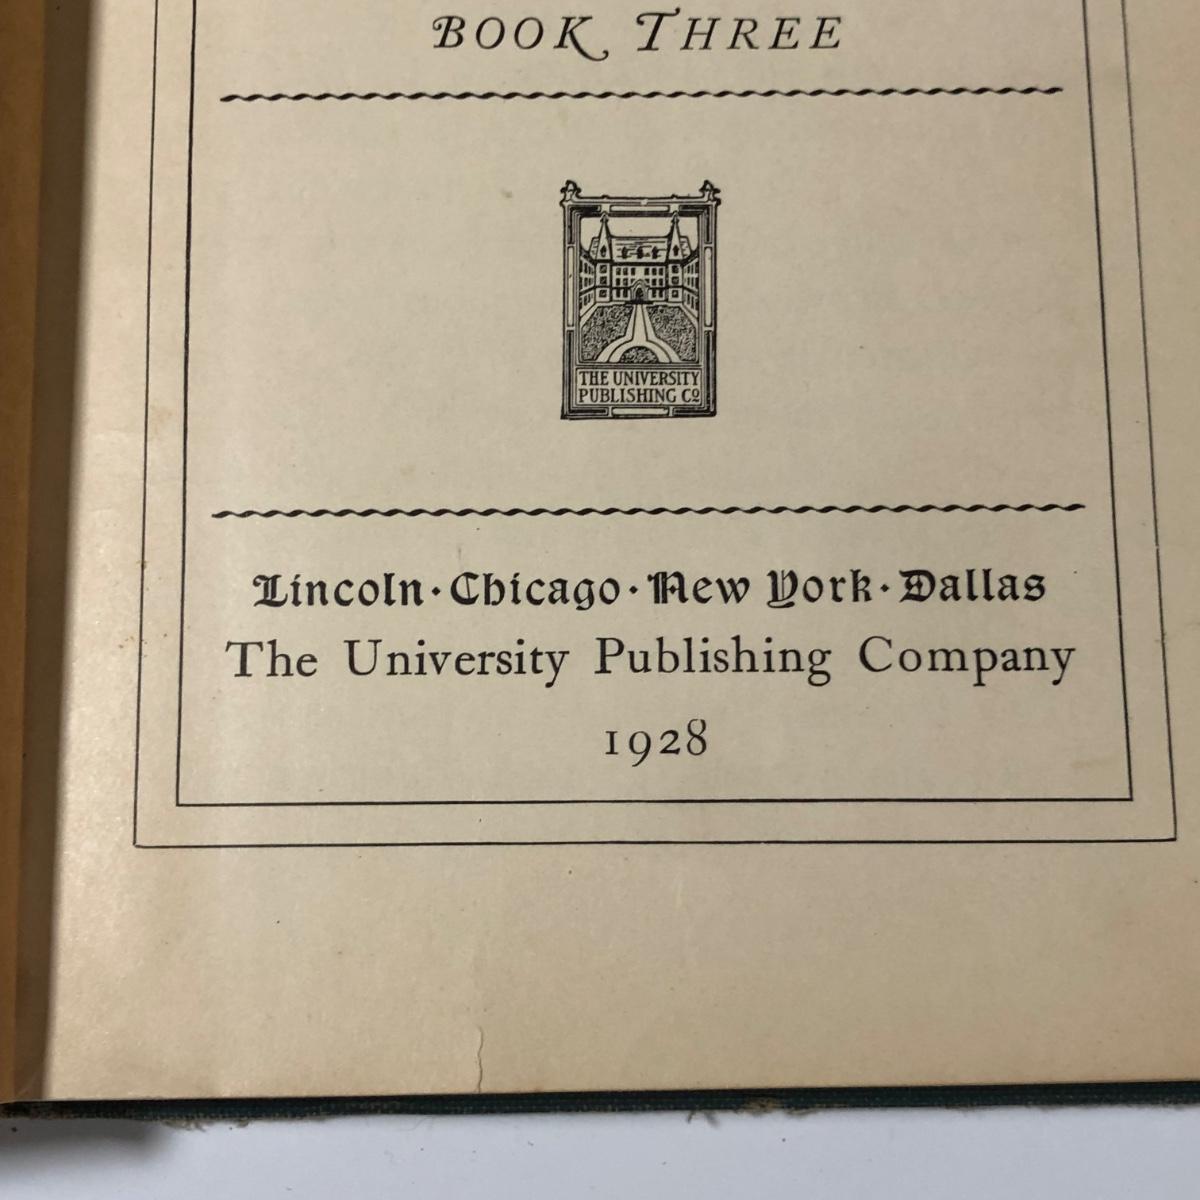 BOOK THREE
THE UNIVERSITY
PUBLISHING Cº
Lincoln · Chicago · New York · Dallas
The University Publishing Company
1928